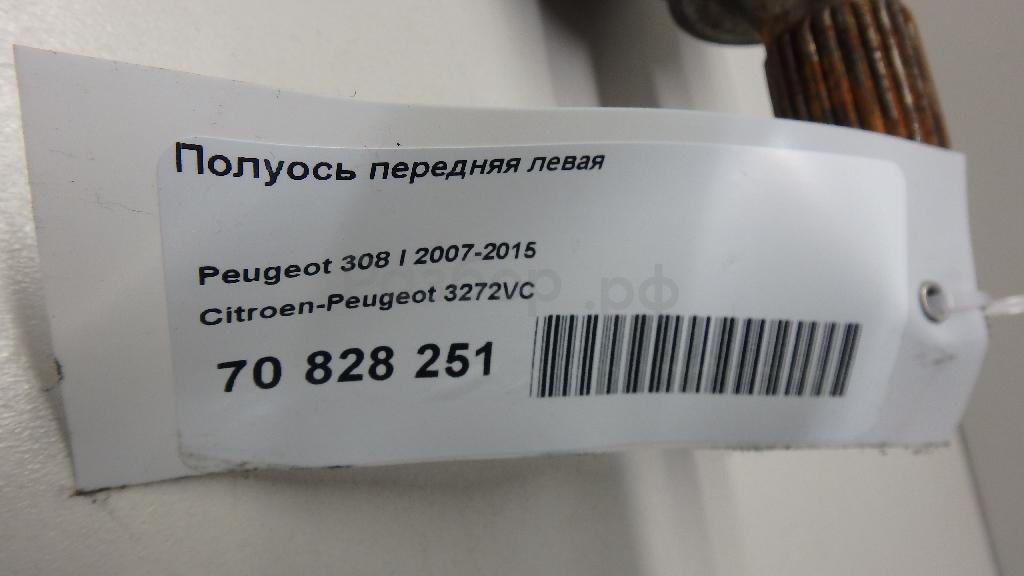 Полуось передняя левая
Peugeot 308 I 2007-2015
Citroen-Peugeot 3272VC
70 828 251